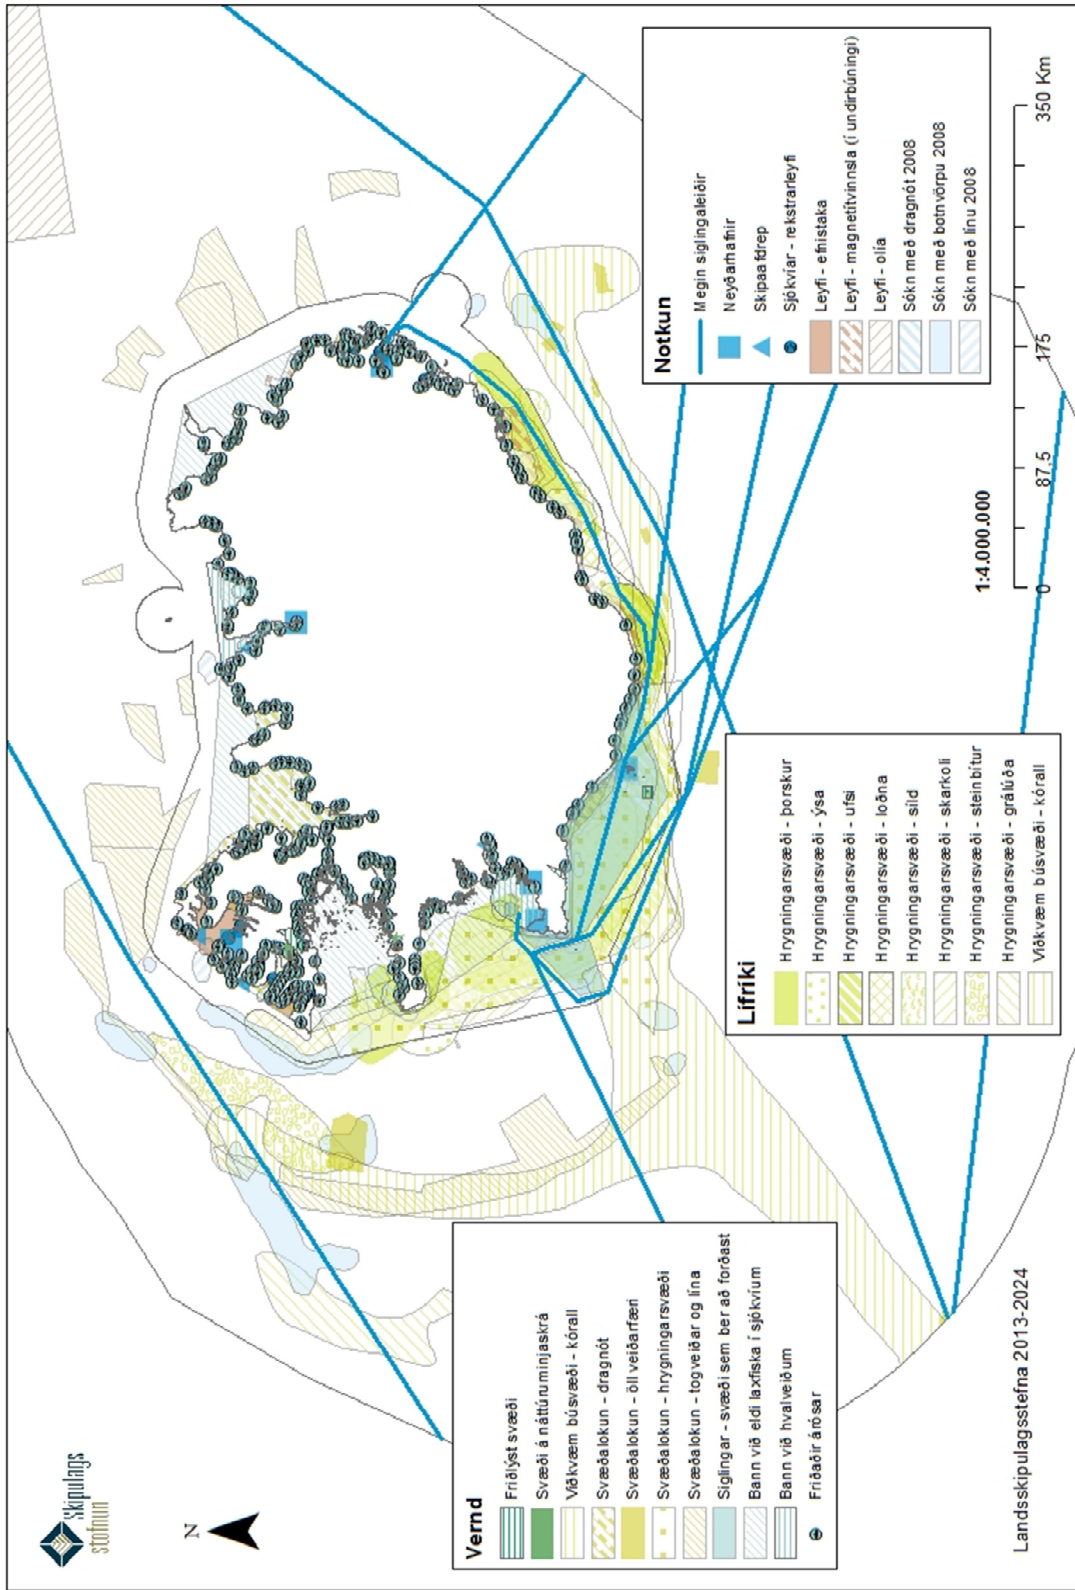 Skipulags
stofnun
N
Vernd
Friðlýst svæði
Svæði á náttúruminjaskrá
Viðkvæm búsvæði - kórall
Svæðalokun - dragnót
Svæðalokun - öll veiðarfæri
Svæðalokun - hrygningarsvæði
Svæðalokun - togveiðar og lína
Siglingar - svæði sem ber að forðast
Bann við eldi laxfiska í sjókvíum
Bann við hvalveiðum
Friðaðir árósar
Lífríki
Hrygningarsvæði - þorskur
Hrygningarsvæði - ýsa
Hrygningarsvæði - ufsi
Hrygningarsvæði - loðna
Hrygningarsvæði - síld
Hrygningarsvæði - skarkoli
Hrygningarsvæði - steinbítur
Hrygningarsvæði - grálúða
Viðkvæm búsvæði - kórall
Notkun
Megin siglingaleiðir
Neyðarhafnir
Skipaafdrep
Sjókvíar - rekstrarleyfi
Leyfi - efnistaka
Leyfi - magnetítvinnsla (í undirbúningi)
Leyfi - olía
Sókn með dragnót 2008
Sókn með botnvörpu 2008
Sókn með línu 2008
1:4.000.000
0 87.5 175 350 Km
Landsskipulagsstefna 2013-2024